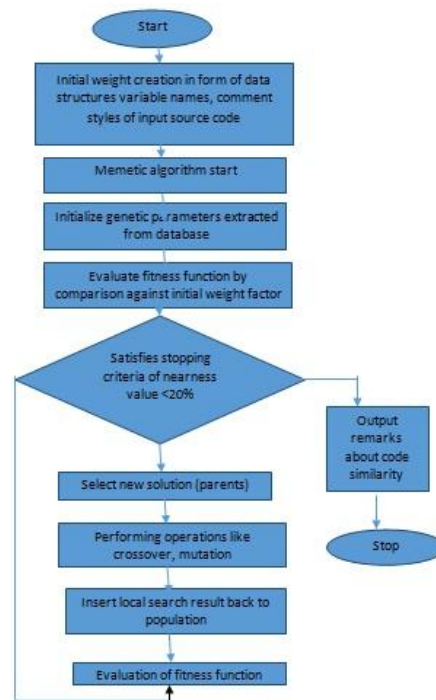 Start
Initial weight creation in form of data
structures variable names, comment
styles of input source code
Memetic algorithm start
Initialize genetic parameters extracted
from database
Evaluate fitness function by
comparison against initial weight factor
Satisfies stopping
criteria of nearness
value <20%
Output
remarks
about code
similarity
Stop
Select new solution (parents)
Performing operations like
crossover, mutation
Insert local search result back to
population
Evaluation of fitness function